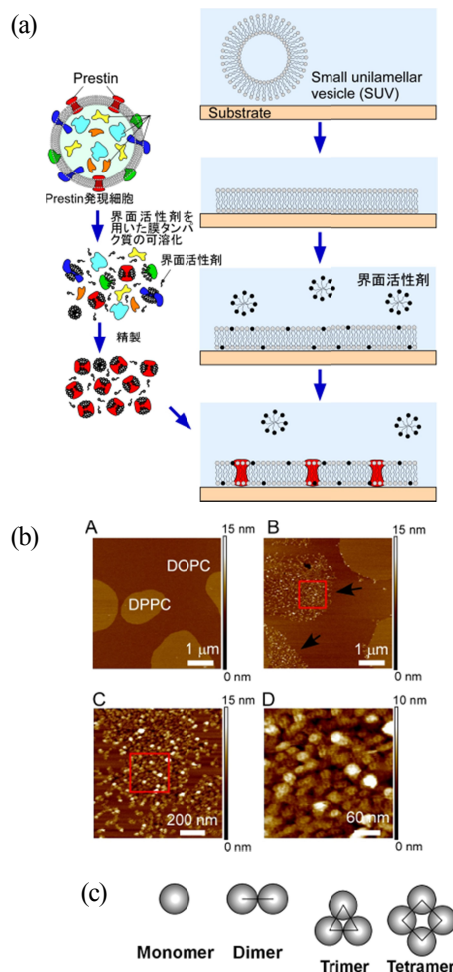 (a)
Prestin
Prestin発現細胞
界面活性剤
を用いた膜タンパ
ク質の可溶化
界面活性剤
精製
Small unilamellar
vesicle (SUV)
Substrate
界面活性剤
(b)
A
15 nm
DOPC
DPPC
1 μm
0 nm
B
15 nm
1 μm
0 nm
C
15 nm
200 nm
0 nm
D
10 nm
60 nm
0 nm
(c)
Monomer
Dimer
Trimer
Tetramer